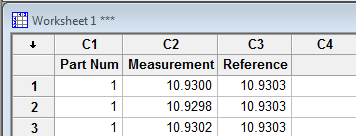 Worksheet 1 ***
C1 C2 C3 C4
Part Num Measurement Reference
1 1 10.9300 10.9303
2 1 10.9298 10.9303
3 1 10.9302 10.9303